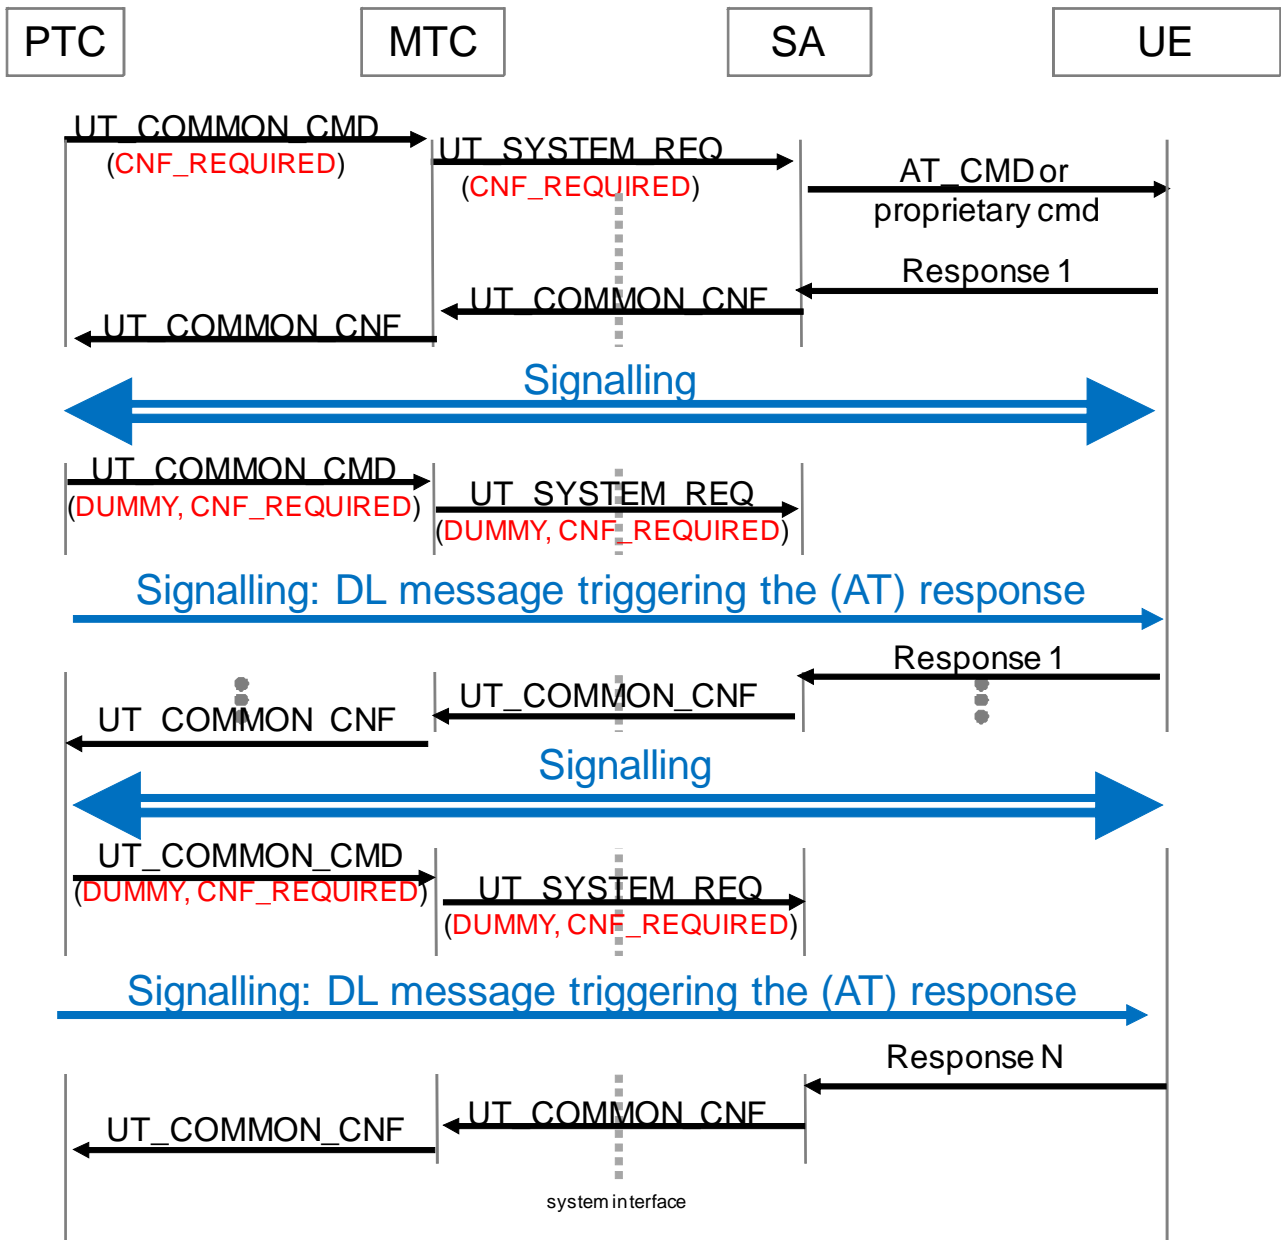 PTC
MTC
SA
UE
UT_COMMON_CMD
(CNF_REQUIRED)
UT_SYSTEM_REQ
(CNF_REQUIRED)
AT_CMD or
proprietary cmd
Response 1
UT_COMMON_CNF
UT_COMMON_CNF
Signalling
UT_COMMON_CMD
(DUMMY, CNF_REQUIRED)
UT_SYSTEM_REQ
(DUMMY, CNF_REQUIRED)
Signalling: DL message triggering the (AT) response
Response 1
UT_COMMON_CNF
UT_COMMON_CNF
Signalling
UT_COMMON_CMD
(DUMMY, CNF_REQUIRED)
UT_SYSTEM_REQ
(DUMMY, CNF_REQUIRED)
Signalling: DL message triggering the (AT) response
Response N
UT_COMMON_CNF
UT_COMMON_CNF
system interface